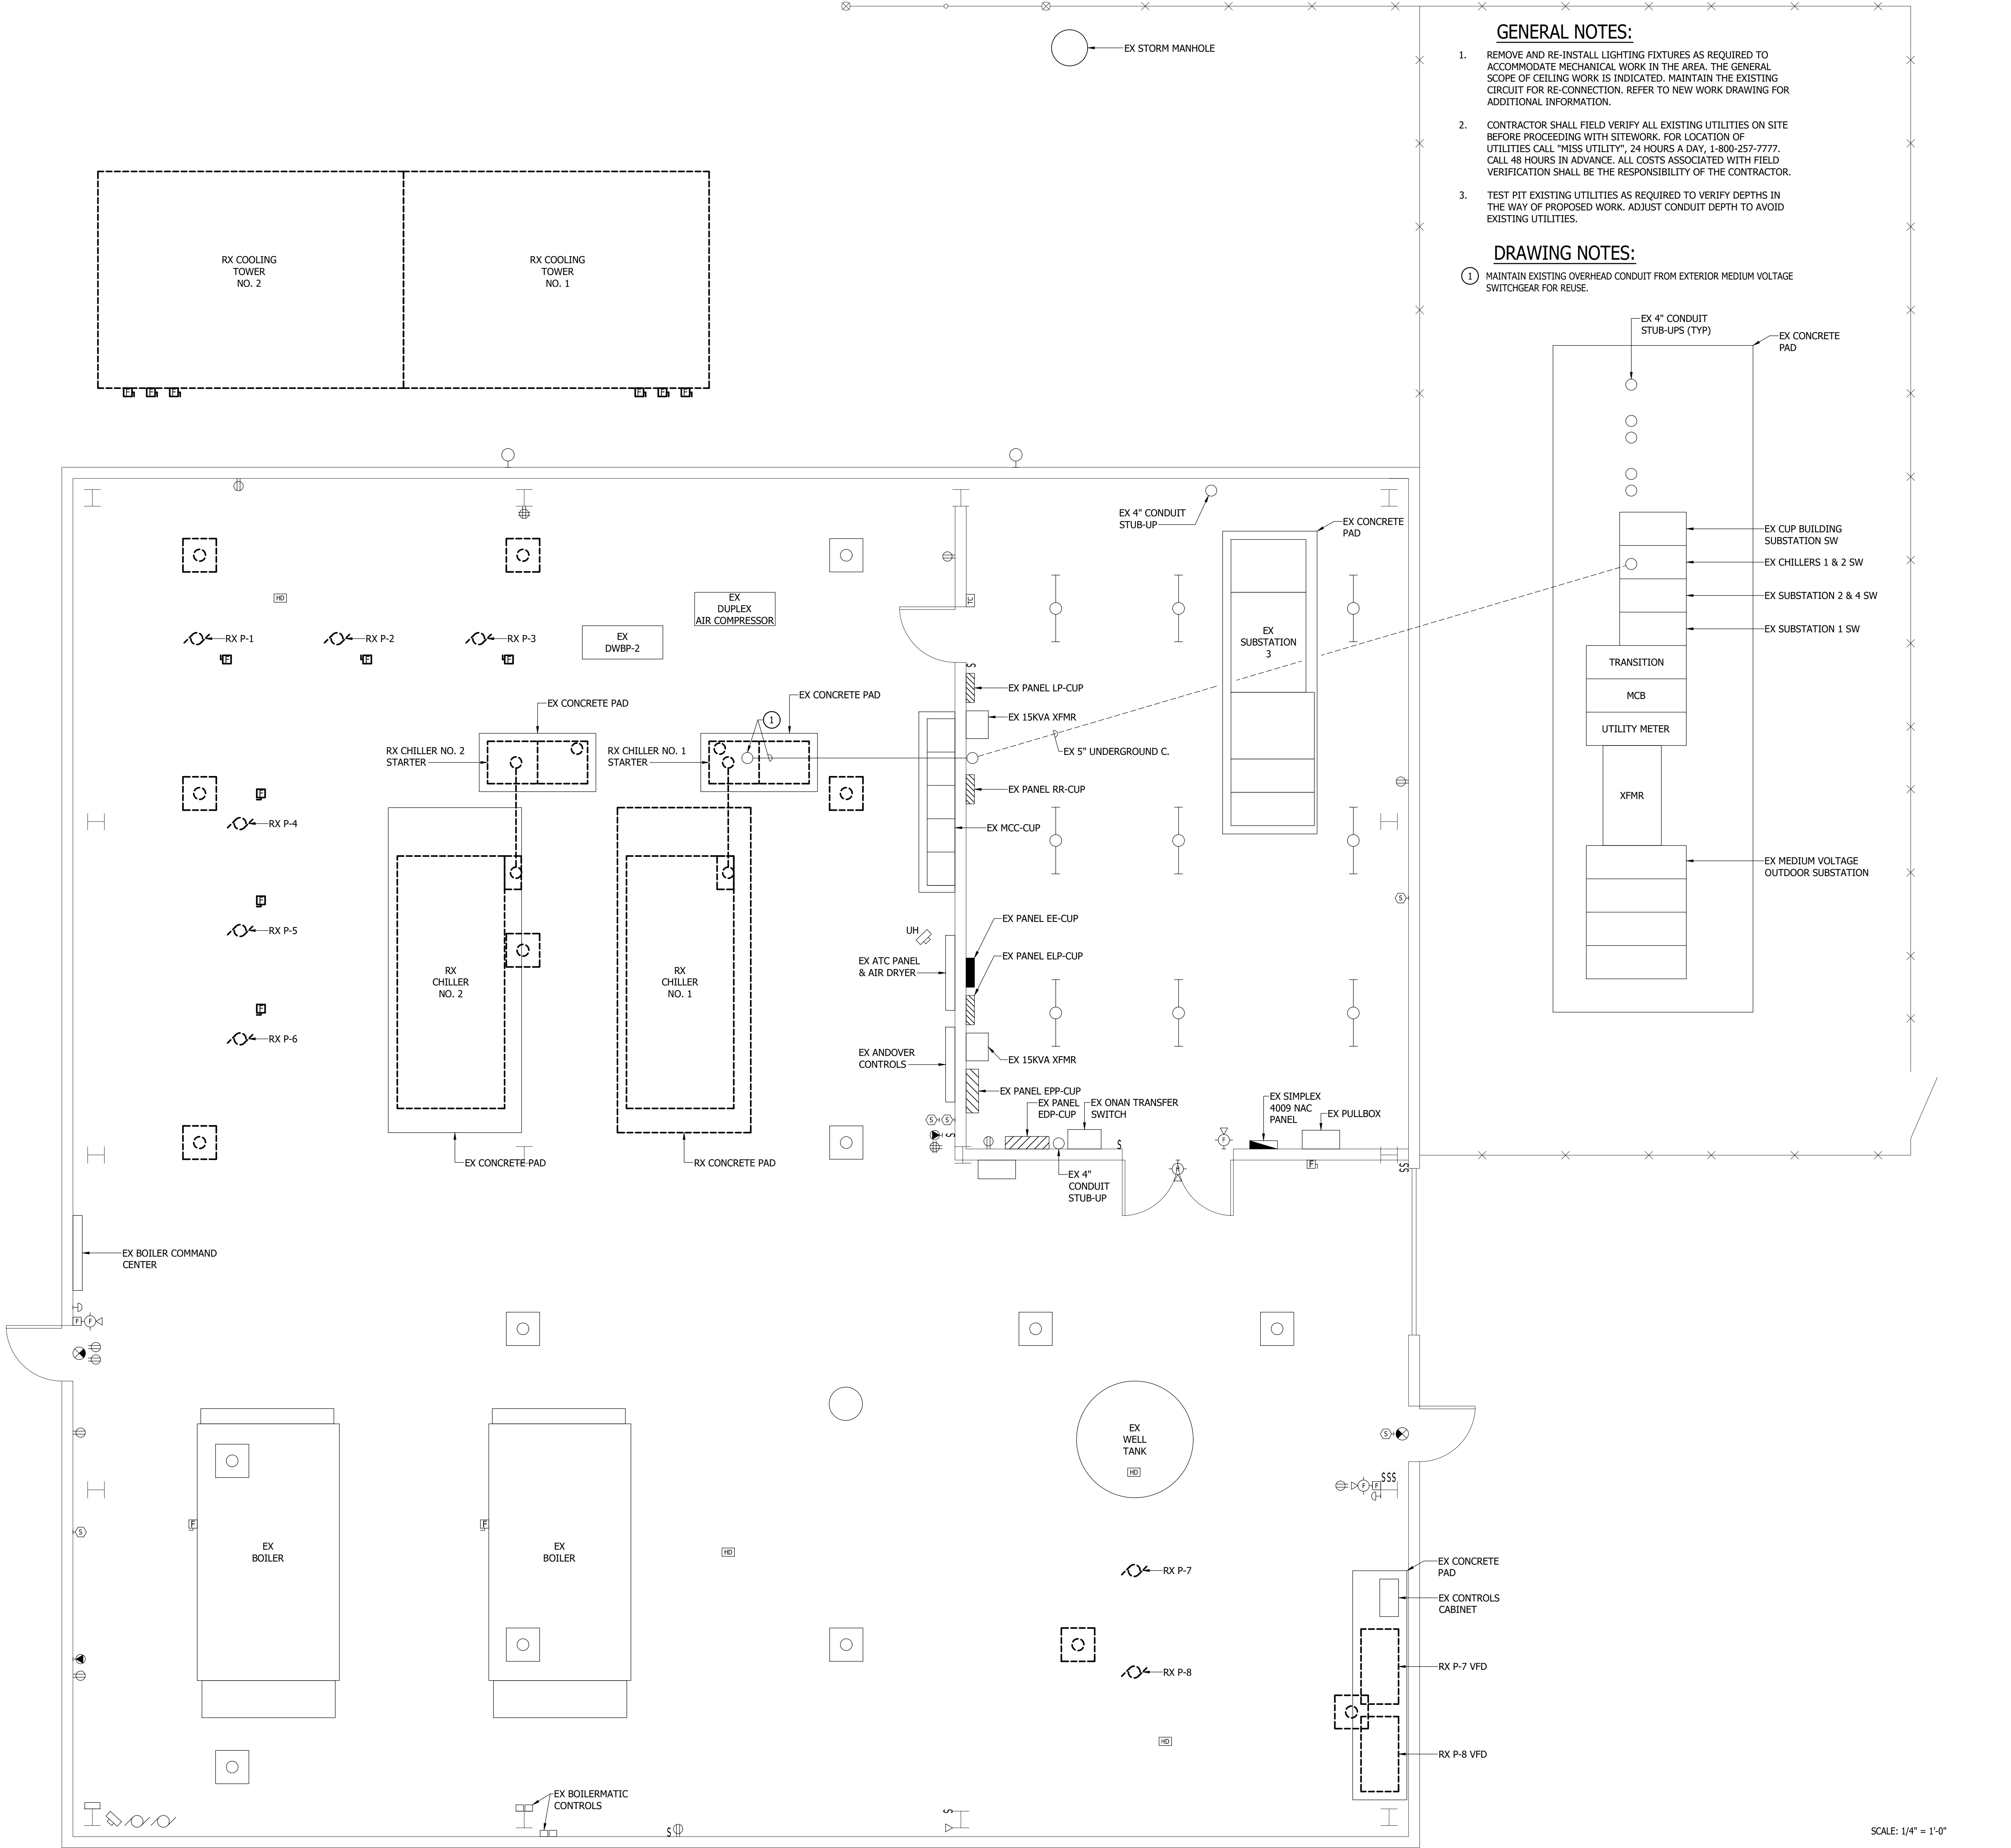 EX STORM MANHOLE
GENERAL NOTES:
1. REMOVE AND RE-INSTALL LIGHTING FIXTURES AS REQUIRED TO
ACCOMMODATE MECHANICAL WORK IN THE AREA. THE GENERAL
SCOPE OF CEILING WORK IS INDICATED. MAINTAIN THE EXISTING
CIRCUIT FOR RE-CONNECTION. REFER TO NEW WORK DRAWING FOR
ADDITIONAL INFORMATION.
2. CONTRACTOR SHALL FIELD VERIFY ALL EXISTING UTILITIES ON SITE
BEFORE PROCEEDING WITH SITEWORK. FOR LOCATION OF
UTILITIES CALL "MISS UTILITY", 24 HOURS A DAY, 1-800-257-7777.
CALL 48 HOURS IN ADVANCE. ALL COSTS ASSOCIATED WITH FIELD
VERIFICATION SHALL BE THE RESPONSIBILITY OF THE CONTRACTOR.
3. TEST PIT EXISTING UTILITIES AS REQUIRED TO VERIFY DEPTHS IN
THE WAY OF PROPOSED WORK. ADJUST CONDUIT DEPTH TO AVOID
EXISTING UTILITIES.
DRAWING NOTES:
1 MAINTAIN EXISTING OVERHEAD CONDUIT FROM EXTERIOR MEDIUM VOLTAGE
SWITCHGEAR FOR REUSE.
RX COOLING
TOWER
NO. 2
RX COOLING
TOWER
NO. 1
F F F
F F F
EX 4" CONDUIT
STUB-UPS (TYP)
EX CONCRETE
PAD
EX CUP BUILDING
SUBSTATION SW
EX CHILLERS 1 & 2 SW
EX SUBSTATION 2 & 4 SW
EX SUBSTATION 1 SW
TRANSITION
MCB
UTILITY METER
XFMR
EX MEDIUM VOLTAGE
OUTDOOR SUBSTATION
EX 4" CONDUIT
STUB-UP
EX CONCRETE
PAD
EX
SUBSTATION
3
HD
TC
EX
DUPLEX
AIR COMPRESSOR
EX
DWBP-2
RX P-1
RX P-2
RX P-3
F
F
F
S
EX PANEL LP-CUP
EX 15KVA XFMR
EX 5" UNDERGROUND C.
EX PANEL RR-CUP
EX MCC-CUP
EX CONCRETE PAD
EX CONCRETE PAD
1
RX CHILLER NO. 2
STARTER
RX CHILLER NO. 1
STARTER
F
RX P-4
F
RX P-5
F
RX P-6
RX
CHILLER
NO. 2
RX
CHILLER
NO. 1
EX CONCRETE PAD
RX CONCRETE PAD
UH
EX ATC PANEL
& AIR DRYER
EX ANDOVER
CONTROLS
EX PANEL EE-CUP
EX PANEL ELP-CUP
EX 15KVA XFMR
EX PANEL EPP-CUP
EX PANEL
EDP-CUP
EX ONAN TRANSFER
SWITCH
EX SIMPLEX
4009 NAC
PANEL
EX PULLBOX
S
S S
S
S
F
F
F
SS
EX 4"
CONDUIT
STUB-UP
EX BOILER COMMAND
CENTER
F F
S
F
EX
BOILER
F
EX
BOILER
HD
EX
WELL
TANK
HD
S
SSS
F F
RX P-7
RX P-8
HD
EX CONCRETE
PAD
EX CONTROLS
CABINET
RX P-7 VFD
RX P-8 VFD
EX BOILERMATIC
CONTROLS
S
S
SCALE: 1/4" = 1'-0"